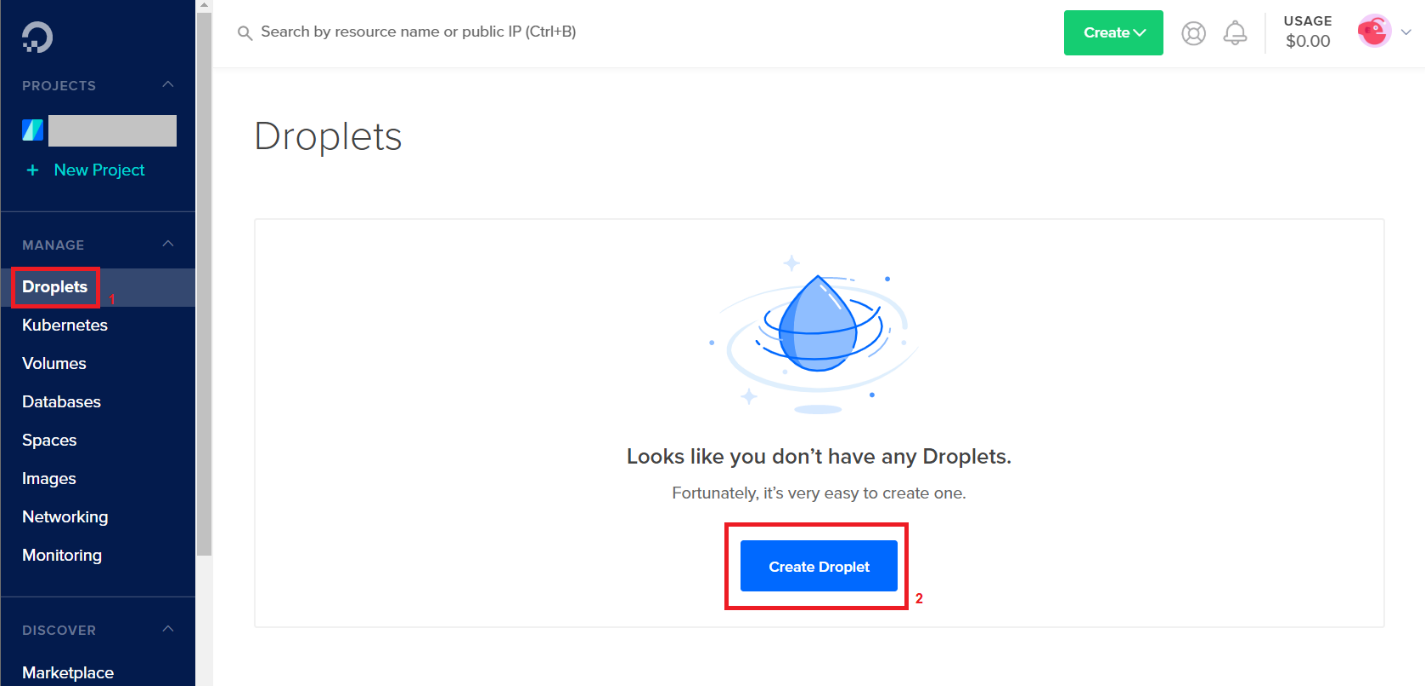 Search by resource name or public IP (Ctrl+B)
Create
USAGE
$0.00
PROJECTS
+ New Project
MANAGE
Droplets 1
Kubernetes
Volumes
Databases
Spaces
Images
Networking
Monitoring
DISCOVER
Marketplace
Droplets
Looks like you don’t have any Droplets.
Fortunately, it’s very easy to create one.
Create Droplet
2